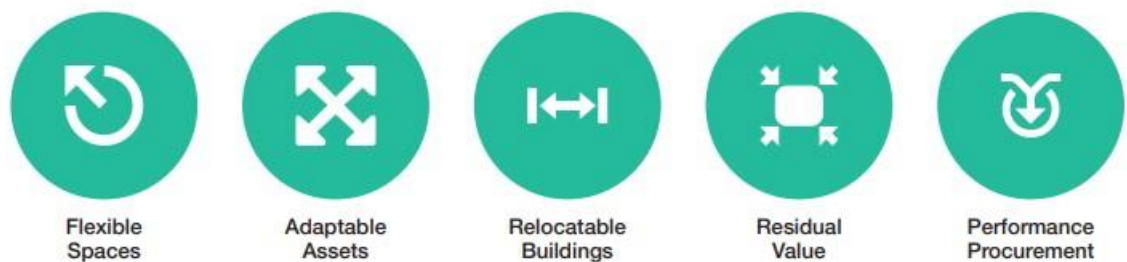 Flexible
Spaces
Adaptable
Assets
Relocatable
Buildings
Residual
Value
Performance
Procurement